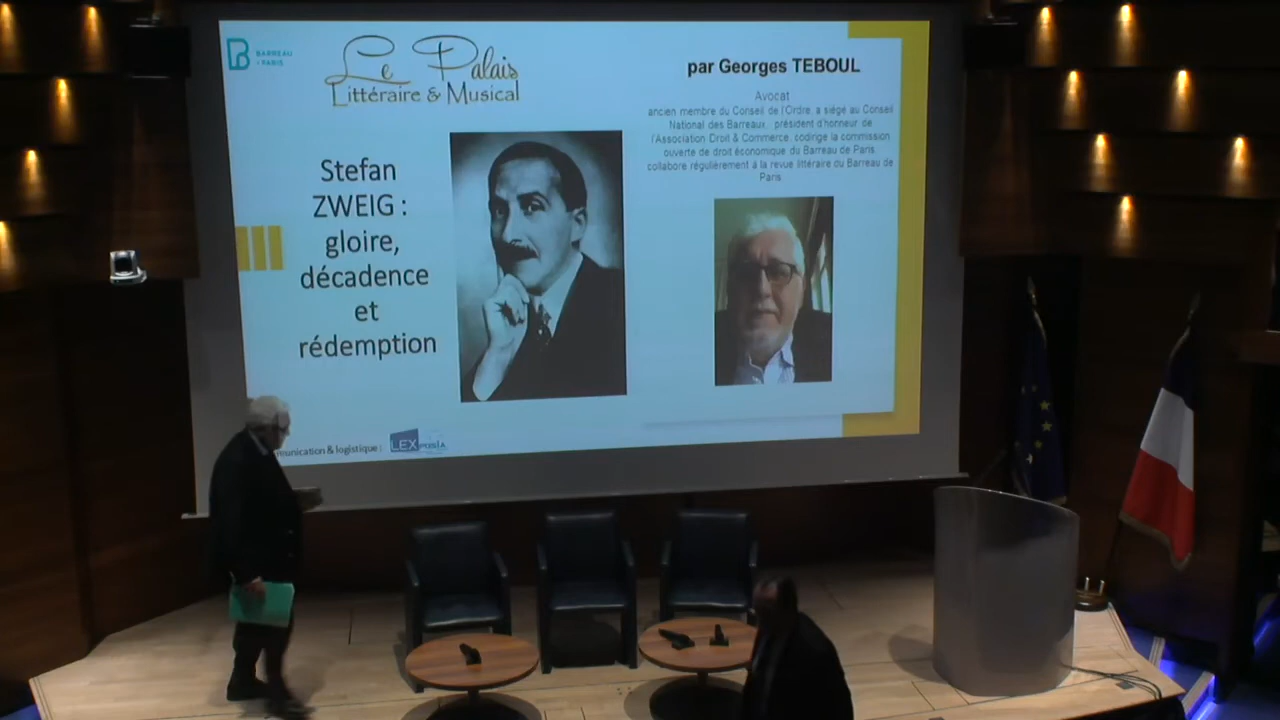 BARREAU
PARIS
Le Palais
Littéraire & Musical
Stefan
ZWEIG :
gloire,
décadence
et
rédemption
par Georges TEBOUL
Avocat
ancien membre du Conseil de l'Ordre, a siégé au Conseil
National des Barreaux, président d'honneur de
l'Association Droit & Commerce, codirige la commission
ouverte de droit économique du Barreau de Paris,
collabore régulièrement à la revue littéraire du Barreau de
Paris
munication & logistique :
LEXposia